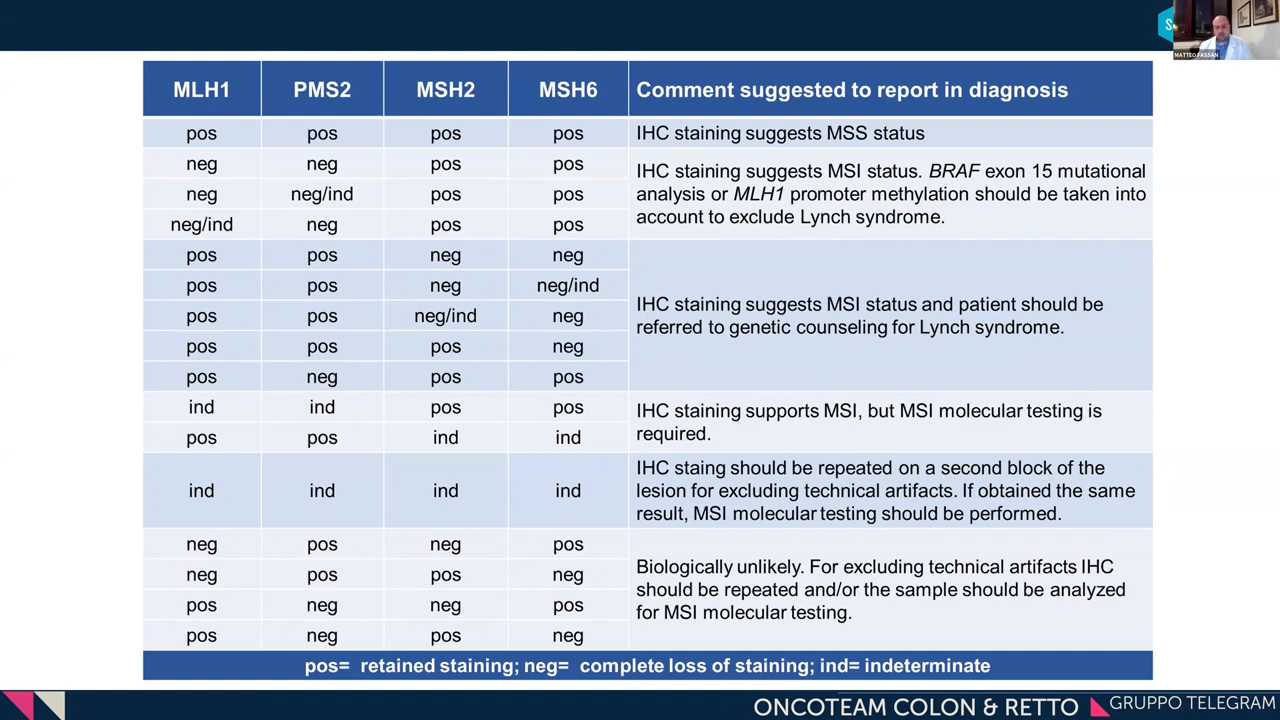 S
MATTEO FASSAN
MLH1 PMS2 MSH2 MSH6 Comment suggested to report in diagnosis
pos pos pos pos IHC staining suggests MSS status
neg neg pos pos
neg neg/ind pos pos
neg/ind neg pos pos
IHC staining suggests MSI status. BRAF exon 15 mutational
analysis or MLH1 promoter methylation should be taken into
account to exclude Lynch syndrome.
pos pos neg neg
pos pos neg neg/ind
pos pos neg/ind neg
pos pos pos neg
pos neg pos pos
IHC staining suggests MSI status and patient should be
referred to genetic counseling for Lynch syndrome.
ind ind pos pos
pos pos ind ind
IHC staining supports MSI, but MSI molecular testing is
required.
ind ind ind ind
IHC staing should be repeated on a second block of the
lesion for excluding technical artifacts. If obtained the same
result, MSI molecular testing should be performed.
neg pos neg pos
neg pos pos neg
pos neg neg pos
pos neg pos neg
Biologically unlikely. For excluding technical artifacts IHC
should be repeated and/or the sample should be analyzed
for MSI molecular testing.
pos= retained staining; neg= complete loss of staining; ind= indeterminate
ONCOTEAM COLON & RETTO GRUPPO TELEGRAM